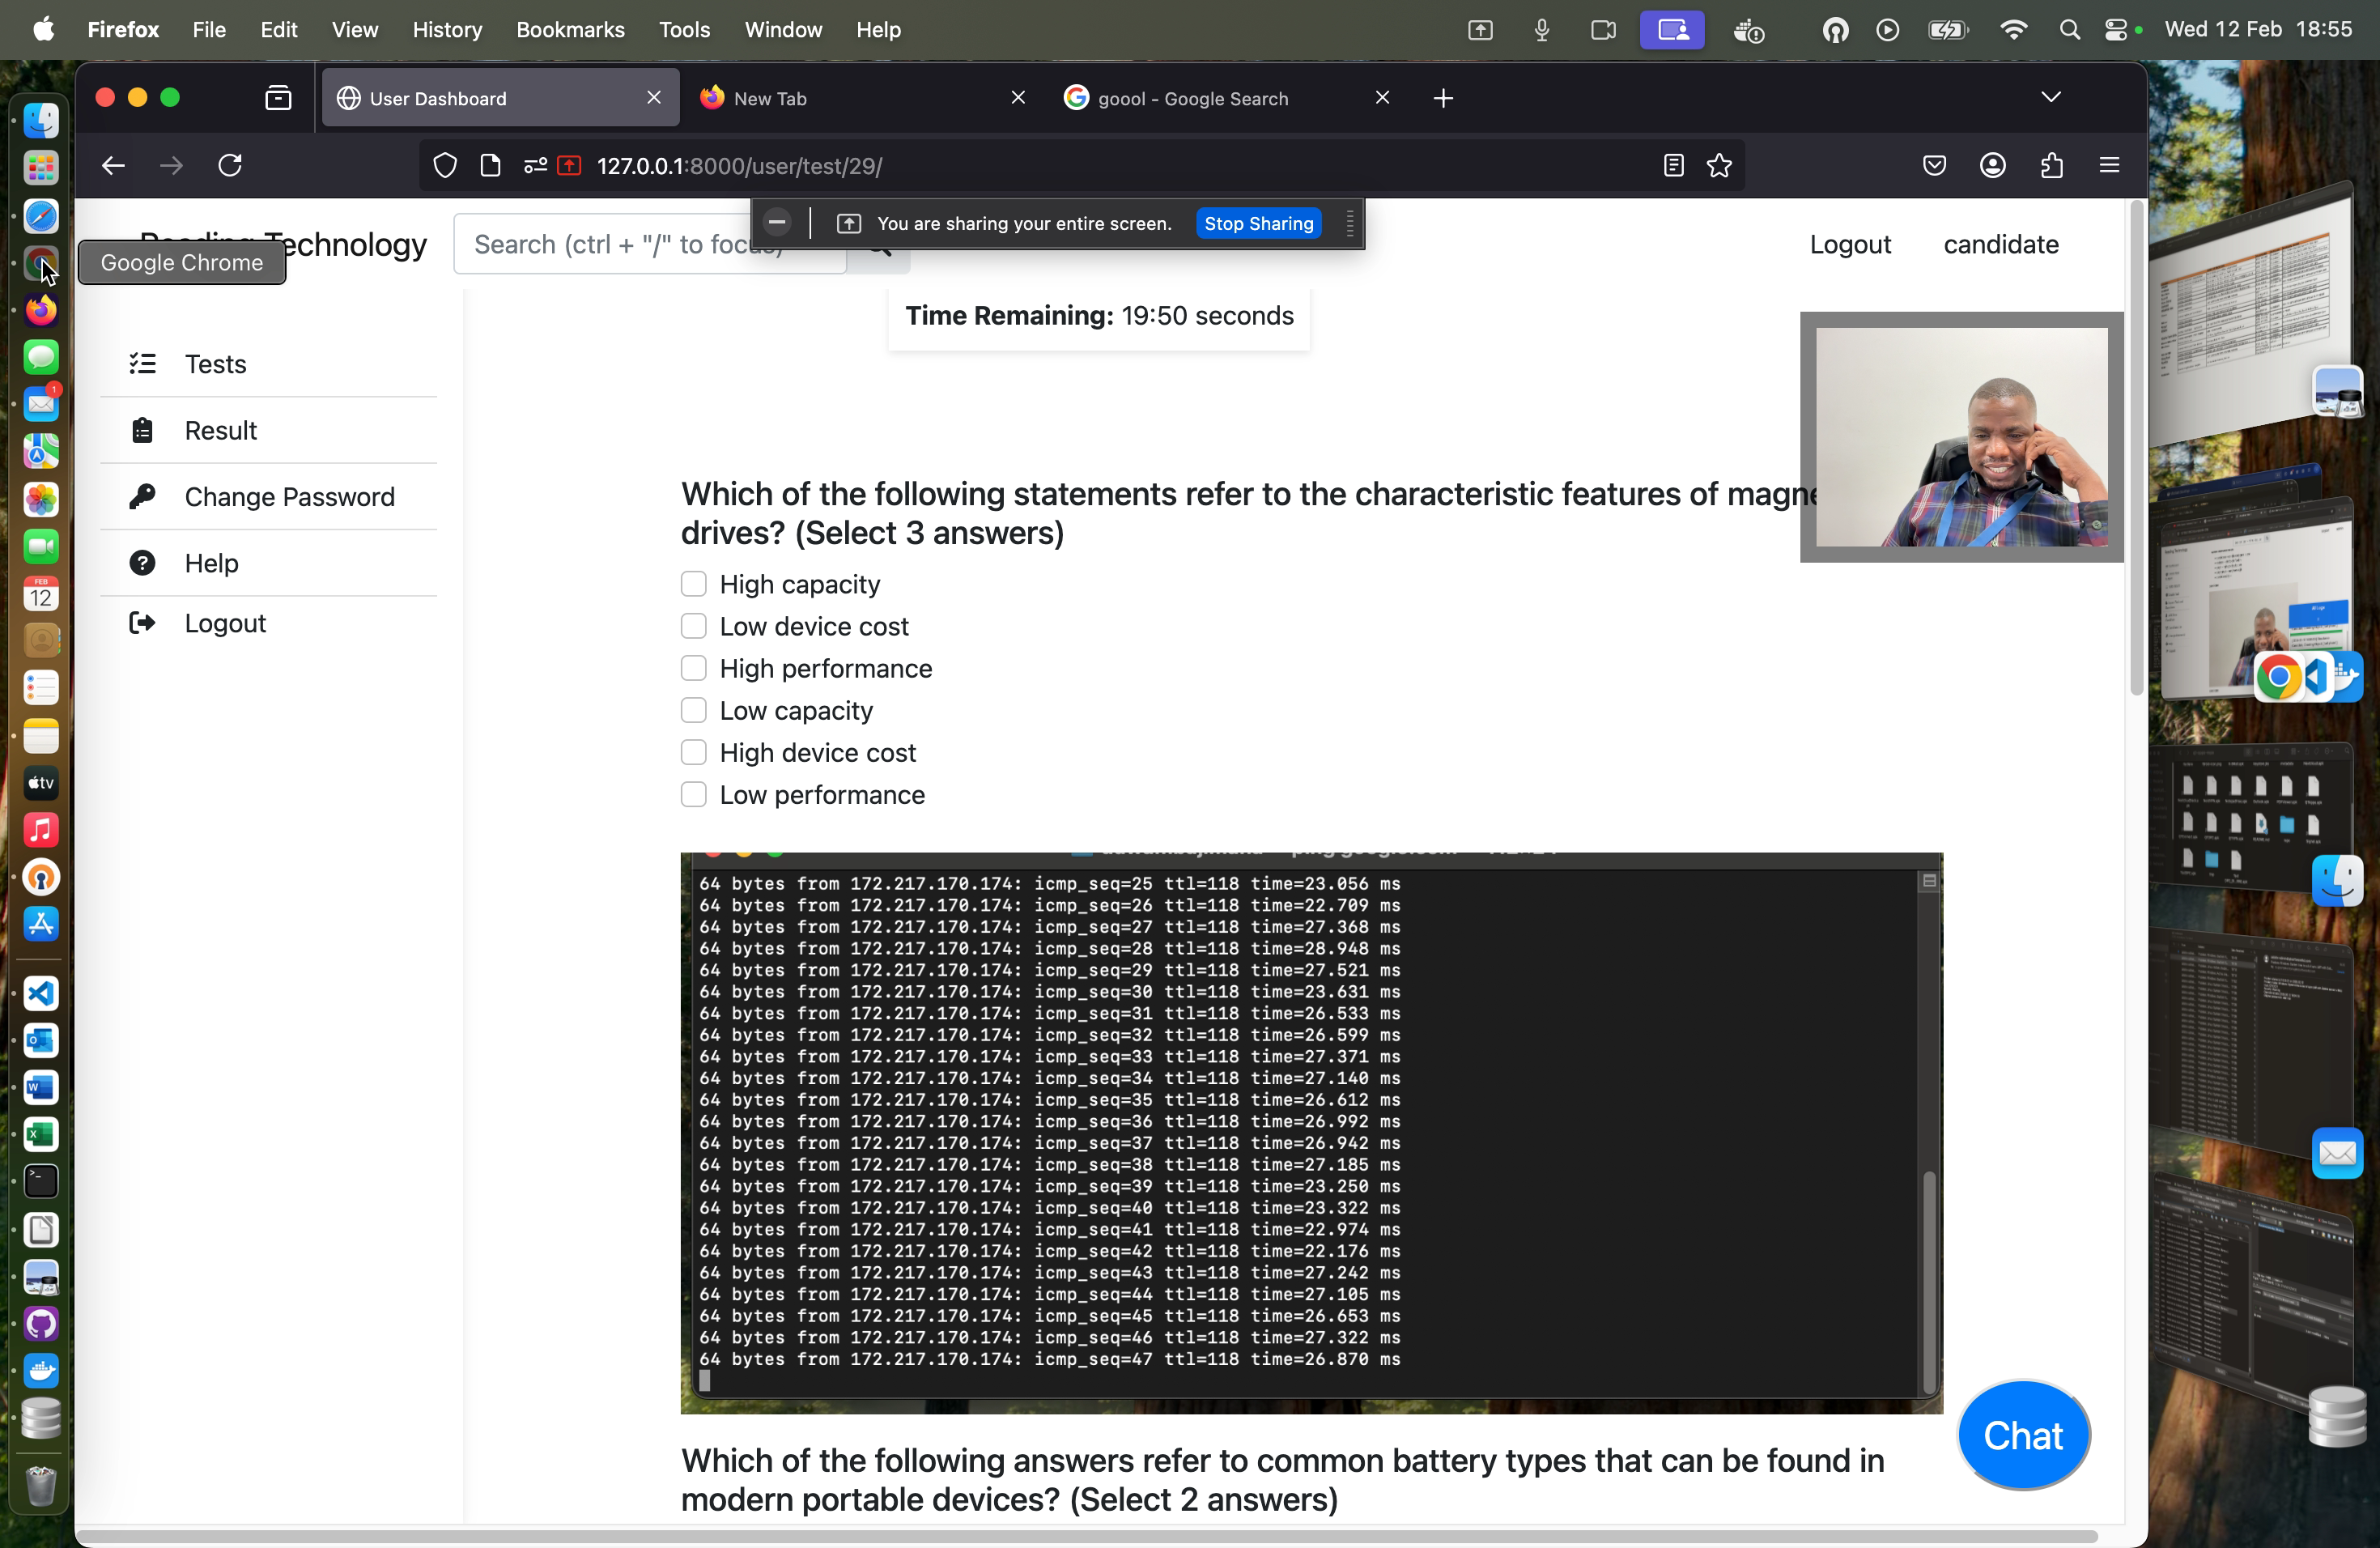 Firefox File Edit View History Bookmarks Tools Window Help
Wed 12 Feb 18:55
User Dashboard
New Tab
goool - Google Search
127.0.0.1:8000/user/test/29/
You are sharing your entire screen. Stop Sharing
Technology
Search (ctrl + "/" to
Logout candidate
Google Chrome
Time Remaining: 19:50 seconds
Tests
Result
Change Password
Help
Logout
Which of the following statements refer to the characteristic features of
drives? (Select 3 answers)
High capacity
Low device cost
High performance
Low capacity
High device cost
Low performance
64 bytes from 172.217.170.174: icmp_seq=25 ttl=118 time=23.056 ms
64 bytes from 172.217.170.174: icmp_seq=26 ttl=118 time=22.709 ms
64 bytes from 172.217.170.174: icmp_seq=27 ttl=118 time=27.368 ms
64 bytes from 172.217.170.174: icmp_seq=28 ttl=118 time=28.948 ms
64 bytes from 172.217.170.174: icmp_seq=29 ttl=118 time=27.521 ms
64 bytes from 172.217.170.174: icmp_seq=30 ttl=118 time=23.631 ms
64 bytes from 172.217.170.174: icmp_seq=31 ttl=118 time=26.533 ms
64 bytes from 172.217.170.174: icmp_seq=32 ttl=118 time=26.599 ms
64 bytes from 172.217.170.174: icmp_seq=33 ttl=118 time=27.371 ms
64 bytes from 172.217.170.174: icmp_seq=34 ttl=118 time=27.140 ms
64 bytes from 172.217.170.174: icmp_seq=35 ttl=118 time=26.612 ms
64 bytes from 172.217.170.174: icmp_seq=36 ttl=118 time=26.992 ms
64 bytes from 172.217.170.174: icmp_seq=37 ttl=118 time=26.942 ms
64 bytes from 172.217.170.174: icmp_seq=38 ttl=118 time=27.185 ms
64 bytes from 172.217.170.174: icmp_seq=39 ttl=118 time=23.250 ms
64 bytes from 172.217.170.174: icmp_seq=40 ttl=118 time=23.322 ms
64 bytes from 172.217.170.174: icmp_seq=41 ttl=118 time=22.974 ms
64 bytes from 172.217.170.174: icmp_seq=42 ttl=118 time=22.176 ms
64 bytes from 172.217.170.174: icmp_seq=43 ttl=118 time=27.242 ms
64 bytes from 172.217.170.174: icmp_seq=44 ttl=118 time=27.105 ms
64 bytes from 172.217.170.174: icmp_seq=45 ttl=118 time=26.653 ms
64 bytes from 172.217.170.174: icmp_seq=46 ttl=118 time=27.322 ms
64 bytes from 172.217.170.174: icmp_seq=47 ttl=118 time=26.870 ms
Which of the following answers refer to common battery types that can be found in
modern portable devices? (Select 2 answers)
Chat
1
FEB
12
tv